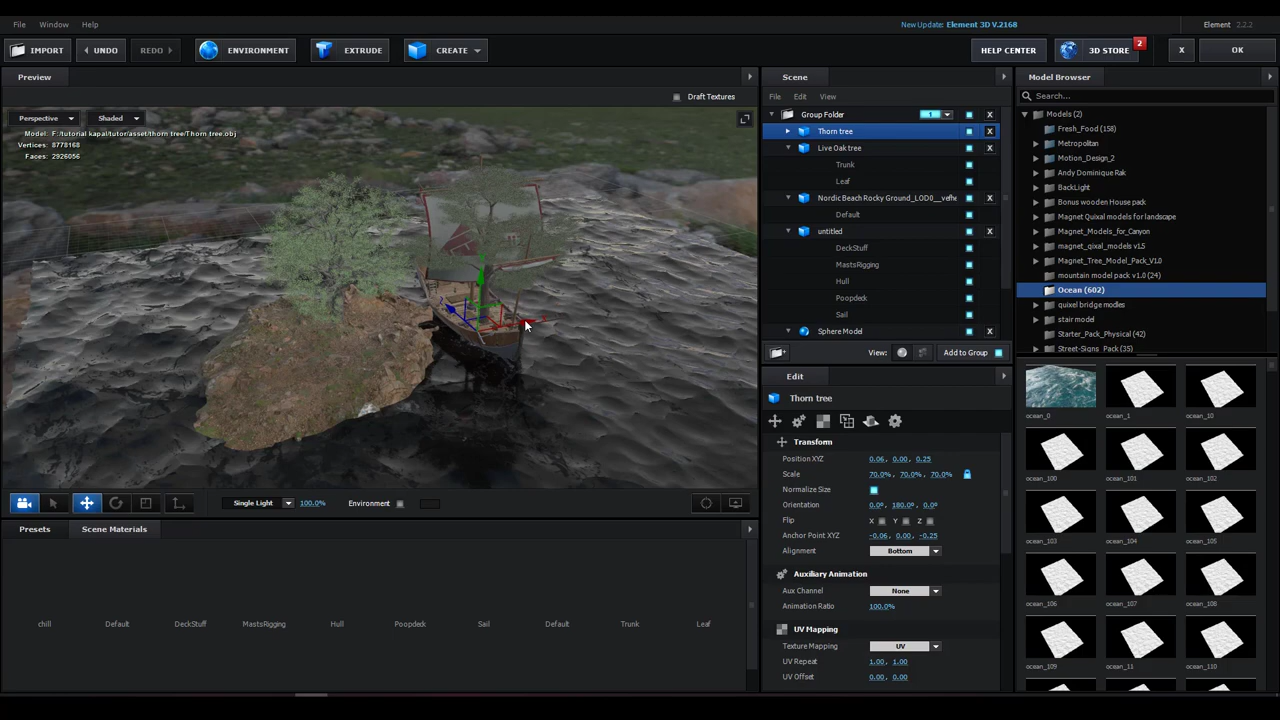 File Window Help New Update: Element 3D V.2168 Element 2.2.2
IMPORT UNDO REDO ENVIRONMENT EXTRUDE CREATE HELP CENTER 3D STORE 2 X OK
Preview
Draft Textures
Perspective Shaded
Model: F:/tutorial kapal/tutor/asset/thorn tree/Thorn tree.obj
Vertices: 8778168
Faces: 2926056
Single Light 100.0% Environment
Presets Scene Materials
chill Default DeckStuff MastsRigging Hull Poopdeck Sail Default Trunk Leaf
Scene
File Edit View
Group Folder 1 X
Thorn tree X
Live Oak tree X
Trunk
Leaf
Nordic Beach Rocky Ground_LOD0__ X
Default
untitled X
DeckStuff
MastsRigging
Hull
Poopdeck
Sail
Sphere Model X
View: Add to Group
Edit
Thorn tree
Transform
Position XYZ 0.06, 0.00, 0.25
Scale 70.0%, 70.0%, 70.0%
Normalize Size
Orientation 0.0°, 180.0°, 0.0°
Flip X Y Z
Anchor Point XYZ -0.06, 0.00, -0.25
Alignment Bottom
Auxiliary Animation
Aux Channel None
Animation Ratio 100.0%
UV Mapping
Texture Mapping UV
UV Repeat 1.00, 1.00
UV Offset 0.00, 0.00
Model Browser
Search...
Models (2)
Fresh_Food (158)
Metropolitan
Motion_Design_2
Andy Dominique Rak
BackLight
Bonus wooden House pack
Magnet Quixal models for landscape
Magnet_Models_for_Canyon
magnet_qixal_models v1.5
Magnet_Tree_Model_Pack_V1.0
mountain model pack v1.0 (24)
Ocean (602)
quixel bridge modles
stair model
Starter_Pack_Physical (42)
Street-Signs_Pack (35)
ocean_0 ocean_1 ocean_10
ocean_100 ocean_101 ocean_102
ocean_103 ocean_104 ocean_105
ocean_106 ocean_107 ocean_108
ocean_109 ocean_11 ocean_110